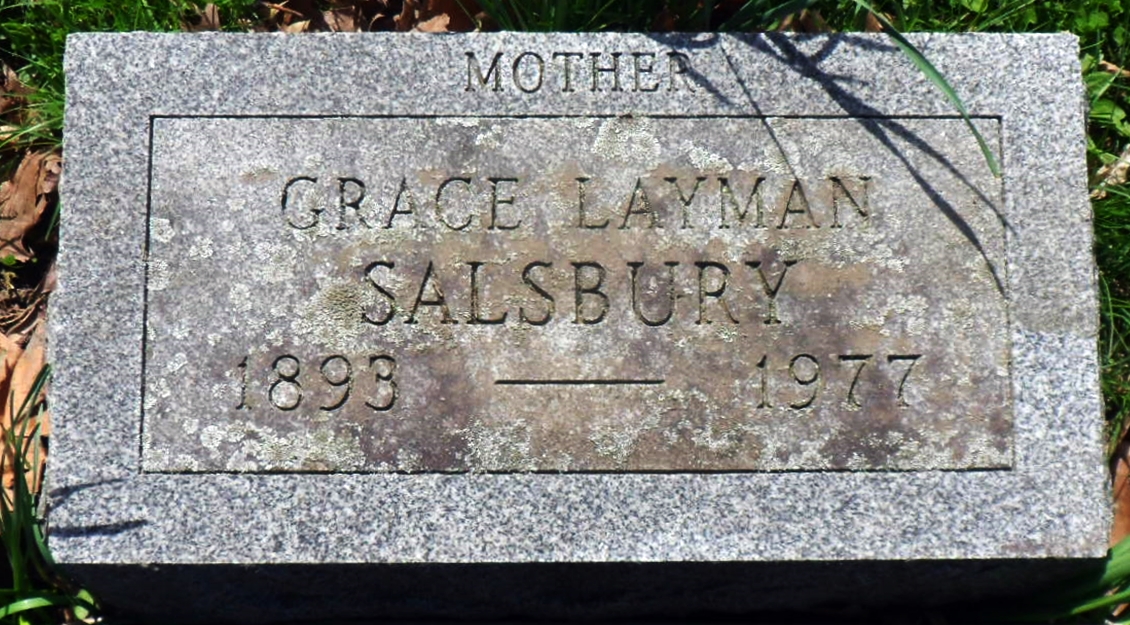 MOTHER
GRACE LAYMAN
SALSBURY
1893 — 1977